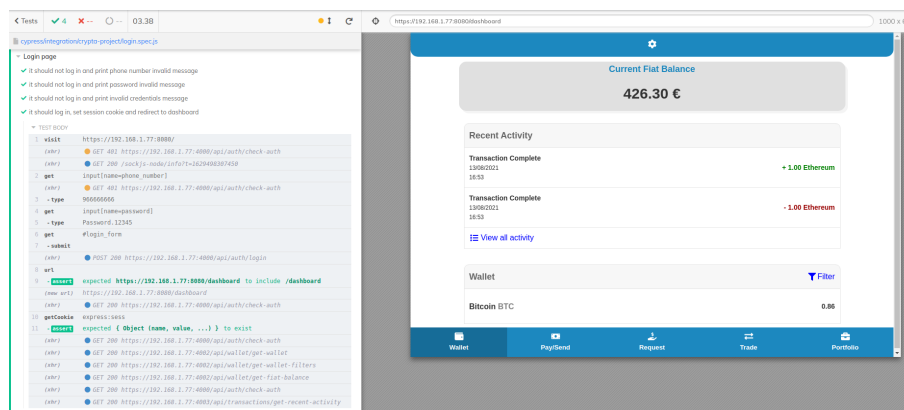 < Tests ✓ 4 ✗ -- ◯ -- 03.38
https://192.168.1.77:8080/dashboard 1000 x 6
cypress/integration/crypto-project/login.spec.js
Login page
it should not log in and print phone number invalid message
it should not log in and print password invalid message
it should not log in and print invalid credentials message
it should log in, set session cookie and redirect to dashboard
TEST BODY
1 visit https://192.168.1.77:8080/
(xhr) GET 401 https://192.168.1.77:4000/api/auth/check-auth
(xhr) GET 200 /sockjs-node/info?t=1629498307450
2 get input[name=phone_number]
(xhr) GET 401 https://192.168.1.77:4000/api/auth/check-auth
3 - type 966666666
4 get input[name=password]
5 - type Password.12345
6 get #login_form
7 - submit
(xhr) POST 200 https://192.168.1.77:4000/api/auth/login
8 url
9 - assert expected https://192.168.1.77:8080/dashboard to include /dashboard
(new url) https://192.168.1.77:8080/dashboard
(xhr) GET 200 https://192.168.1.77:4000/api/auth/check-auth
10 getCookie express:sess
11 - assert expected { Object (name, value, ...) } to exist
(xhr) GET 200 https://192.168.1.77:4000/api/auth/check-auth
(xhr) GET 200 https://192.168.1.77:4002/api/wallet/get-wallet
(xhr) GET 200 https://192.168.1.77:4002/api/wallet/get-wallet-filters
(xhr) GET 200 https://192.168.1.77:4002/api/wallet/get-fiat-balance
(xhr) GET 200 https://192.168.1.77:4000/api/auth/check-auth
(xhr) GET 200 https://192.168.1.77:4003/api/transactions/get-recent-activity
Current Fiat Balance
426.30 €
Recent Activity
Transaction Complete
13/08/2021
16:53
+ 1.00 Ethereum
Transaction Complete
13/08/2021
16:53
- 1.00 Ethereum
View all activity
Wallet Filter
Bitcoin BTC 0.86
Wallet Pay/Send Request Trade Portfolio